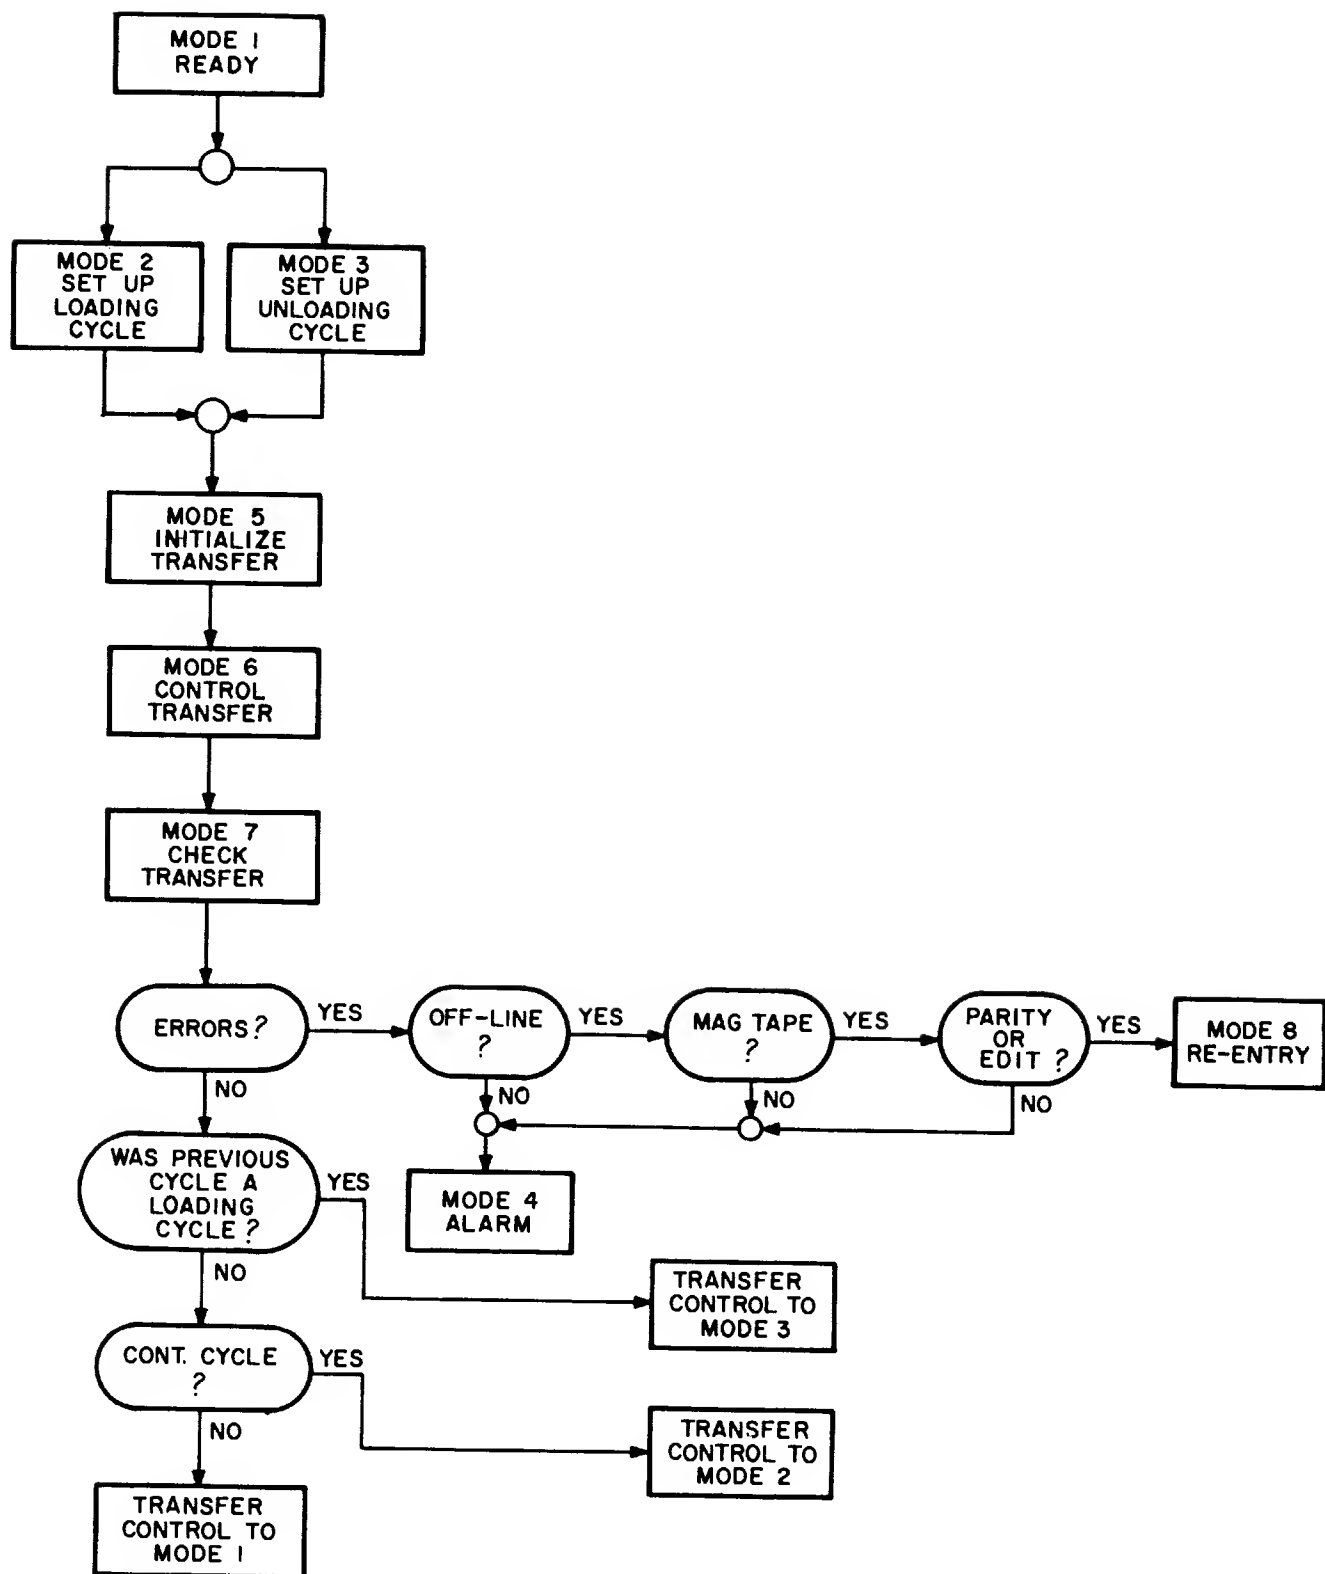 MODE 1
READY
MODE 2
SET UP
LOADING
CYCLE
MODE 3
SET UP
UNLOADING
CYCLE
MODE 5
INITIALIZE
TRANSFER
MODE 6
CONTROL
TRANSFER
MODE 7
CHECK
TRANSFER
ERRORS?
YES
OFF-LINE
?
YES
MAG TAPE
?
YES
PARITY
OR
EDIT ?
YES
MODE 8
RE-ENTRY
NO
NO
NO
NO
WAS PREVIOUS
CYCLE A
LOADING
CYCLE ?
YES
MODE 4
ALARM
NO
TRANSFER
CONTROL TO
MODE 3
CONT. CYCLE
?
YES
NO
TRANSFER
CONTROL TO
MODE 2
TRANSFER
CONTROL TO
MODE 1